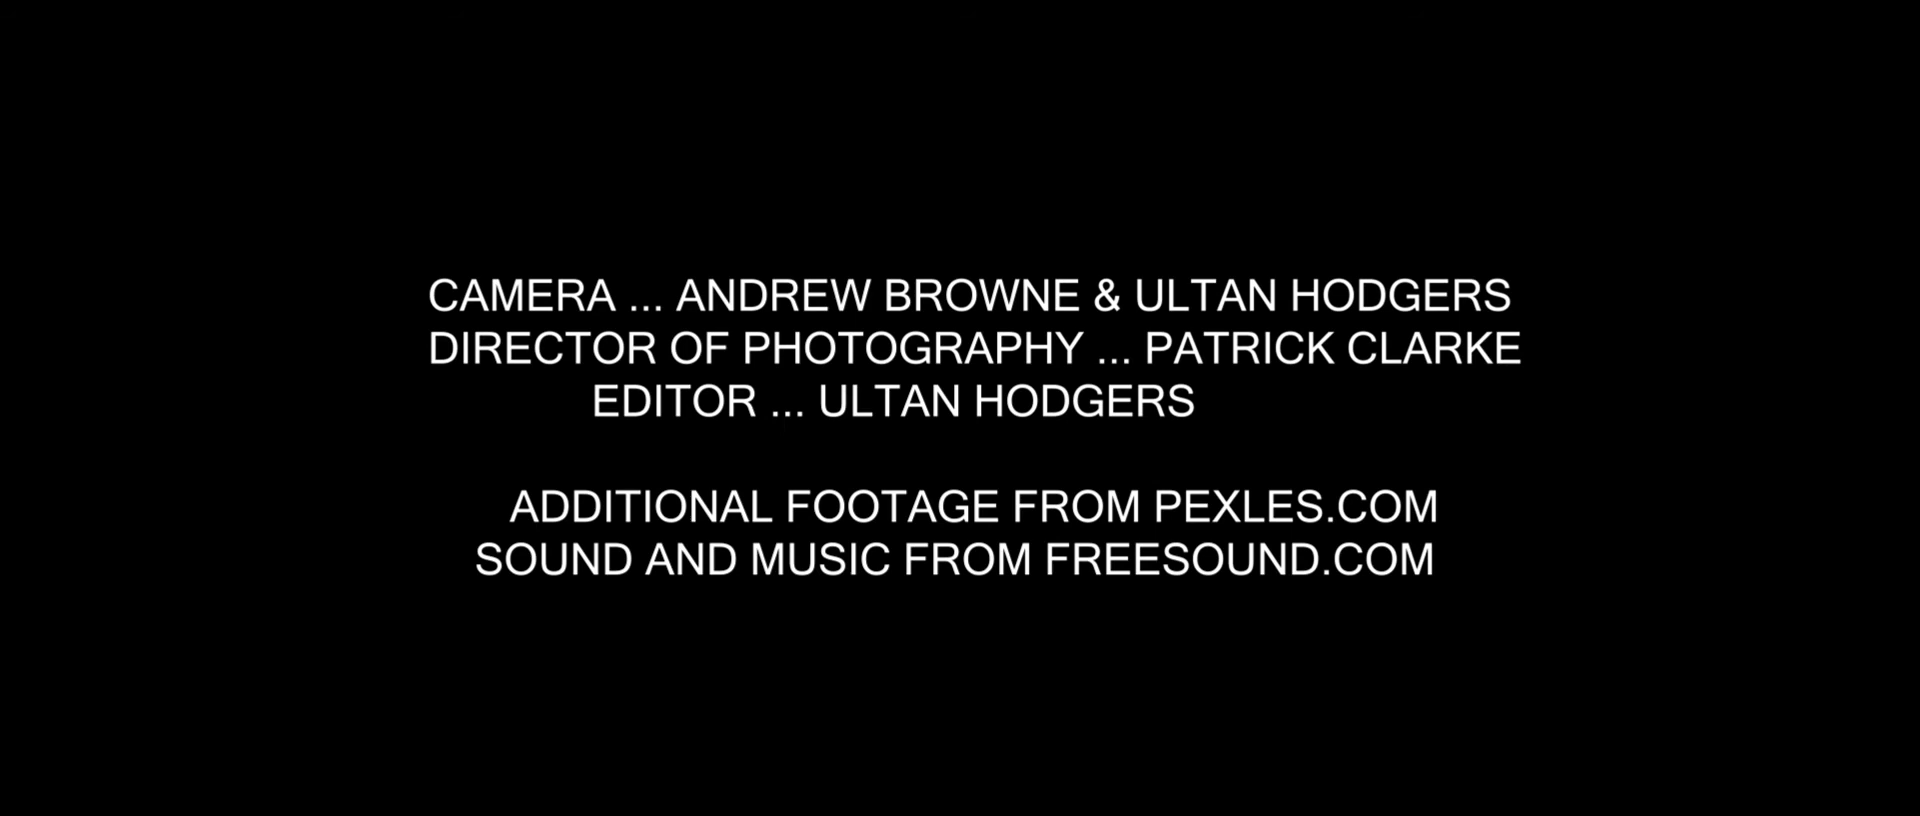 CAMERA ... ANDREW BROWNE & ULTAN HODGERS
DIRECTOR OF PHOTOGRAPHY ... PATRICK CLARKE
EDITOR ... ULTAN HODGERS
ADDITIONAL FOOTAGE FROM PEXLES.COM
SOUND AND MUSIC FROM FREESOUND.COM